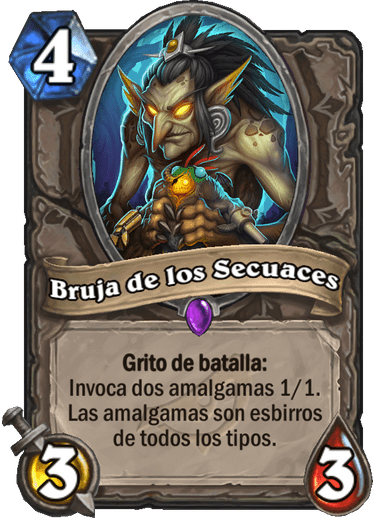 4
Bruja de los Secuaces
Grito de batalla:
Invoca dos amalgamas 1/1.
Las amalgamas son esbirros
de todos los tipos.
3
3